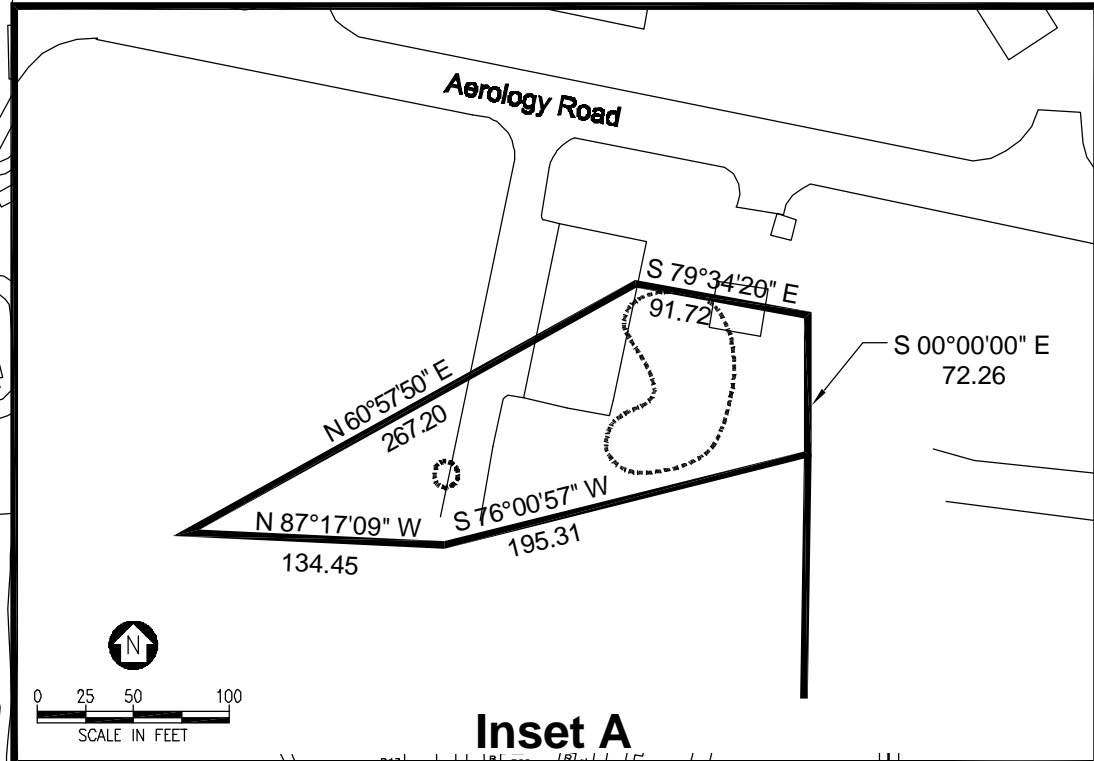 Aerology Road
S 79°34'20" E
91.72
S 00°00'00" E
72.26
N 60°57'50" E
267.20
N 87°17'09" W
134.45
S 76°00'57" W
195.31
N
0 25 50 100
SCALE IN FEET
Inset A